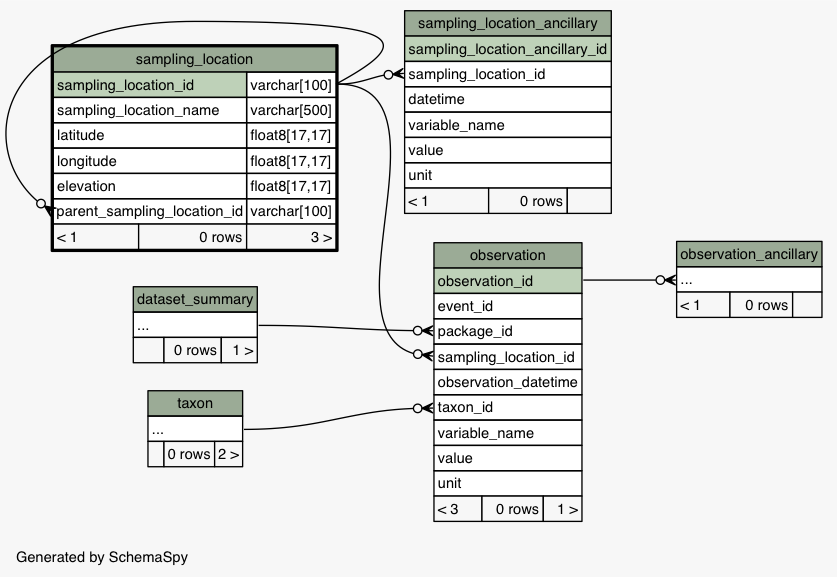 sampling_location
sampling_location_id varchar[100]
sampling_location_name varchar[500]
latitude float8[17,17]
longitude float8[17,17]
elevation float8[17,17]
parent_sampling_location_id varchar[100]
< 1 0 rows 3 >
sampling_location_ancillary
sampling_location_ancillary_id
sampling_location_id
datetime
variable_name
value
unit
< 1 0 rows
observation
observation_id
event_id
package_id
sampling_location_id
observation_datetime
taxon_id
variable_name
value
unit
< 3 0 rows 1 >
observation_ancillary
...
< 1 0 rows
dataset_summary
...
0 rows 1 >
taxon
...
0 rows 2 >
Generated by SchemaSpy